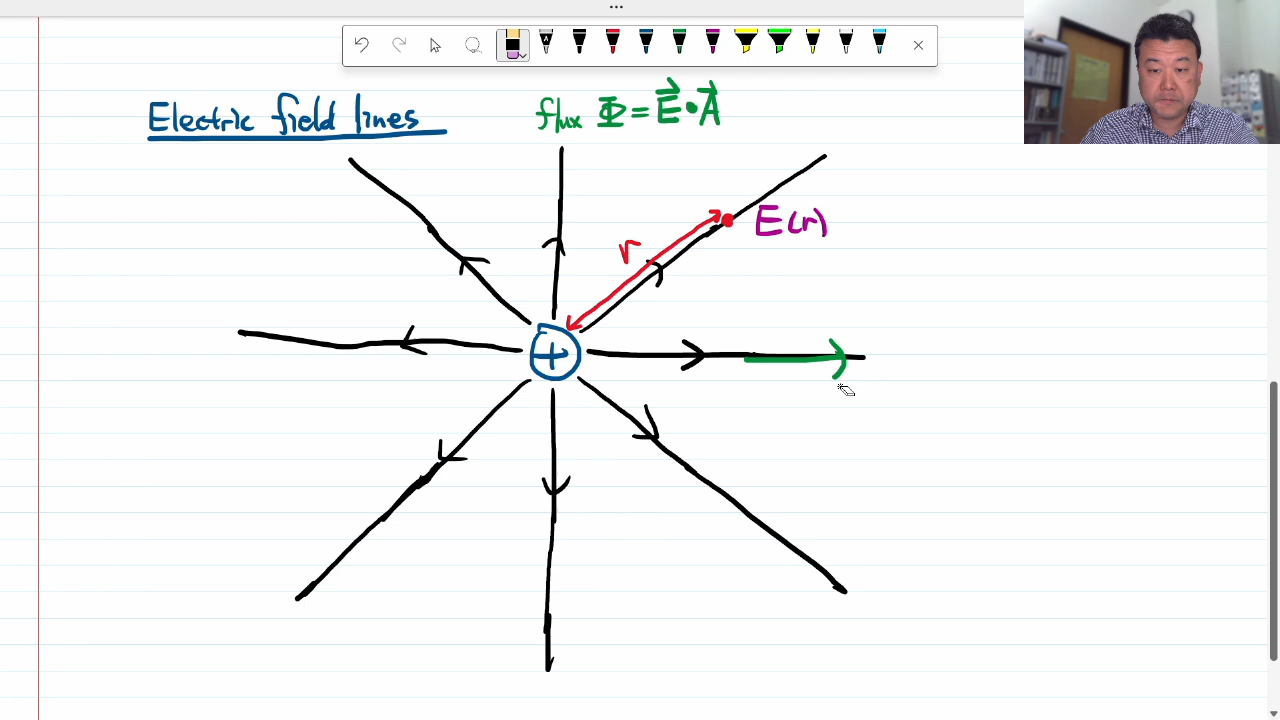 Electric field lines
flux Φ = E⃗ • A⃗
r
E(r)
+